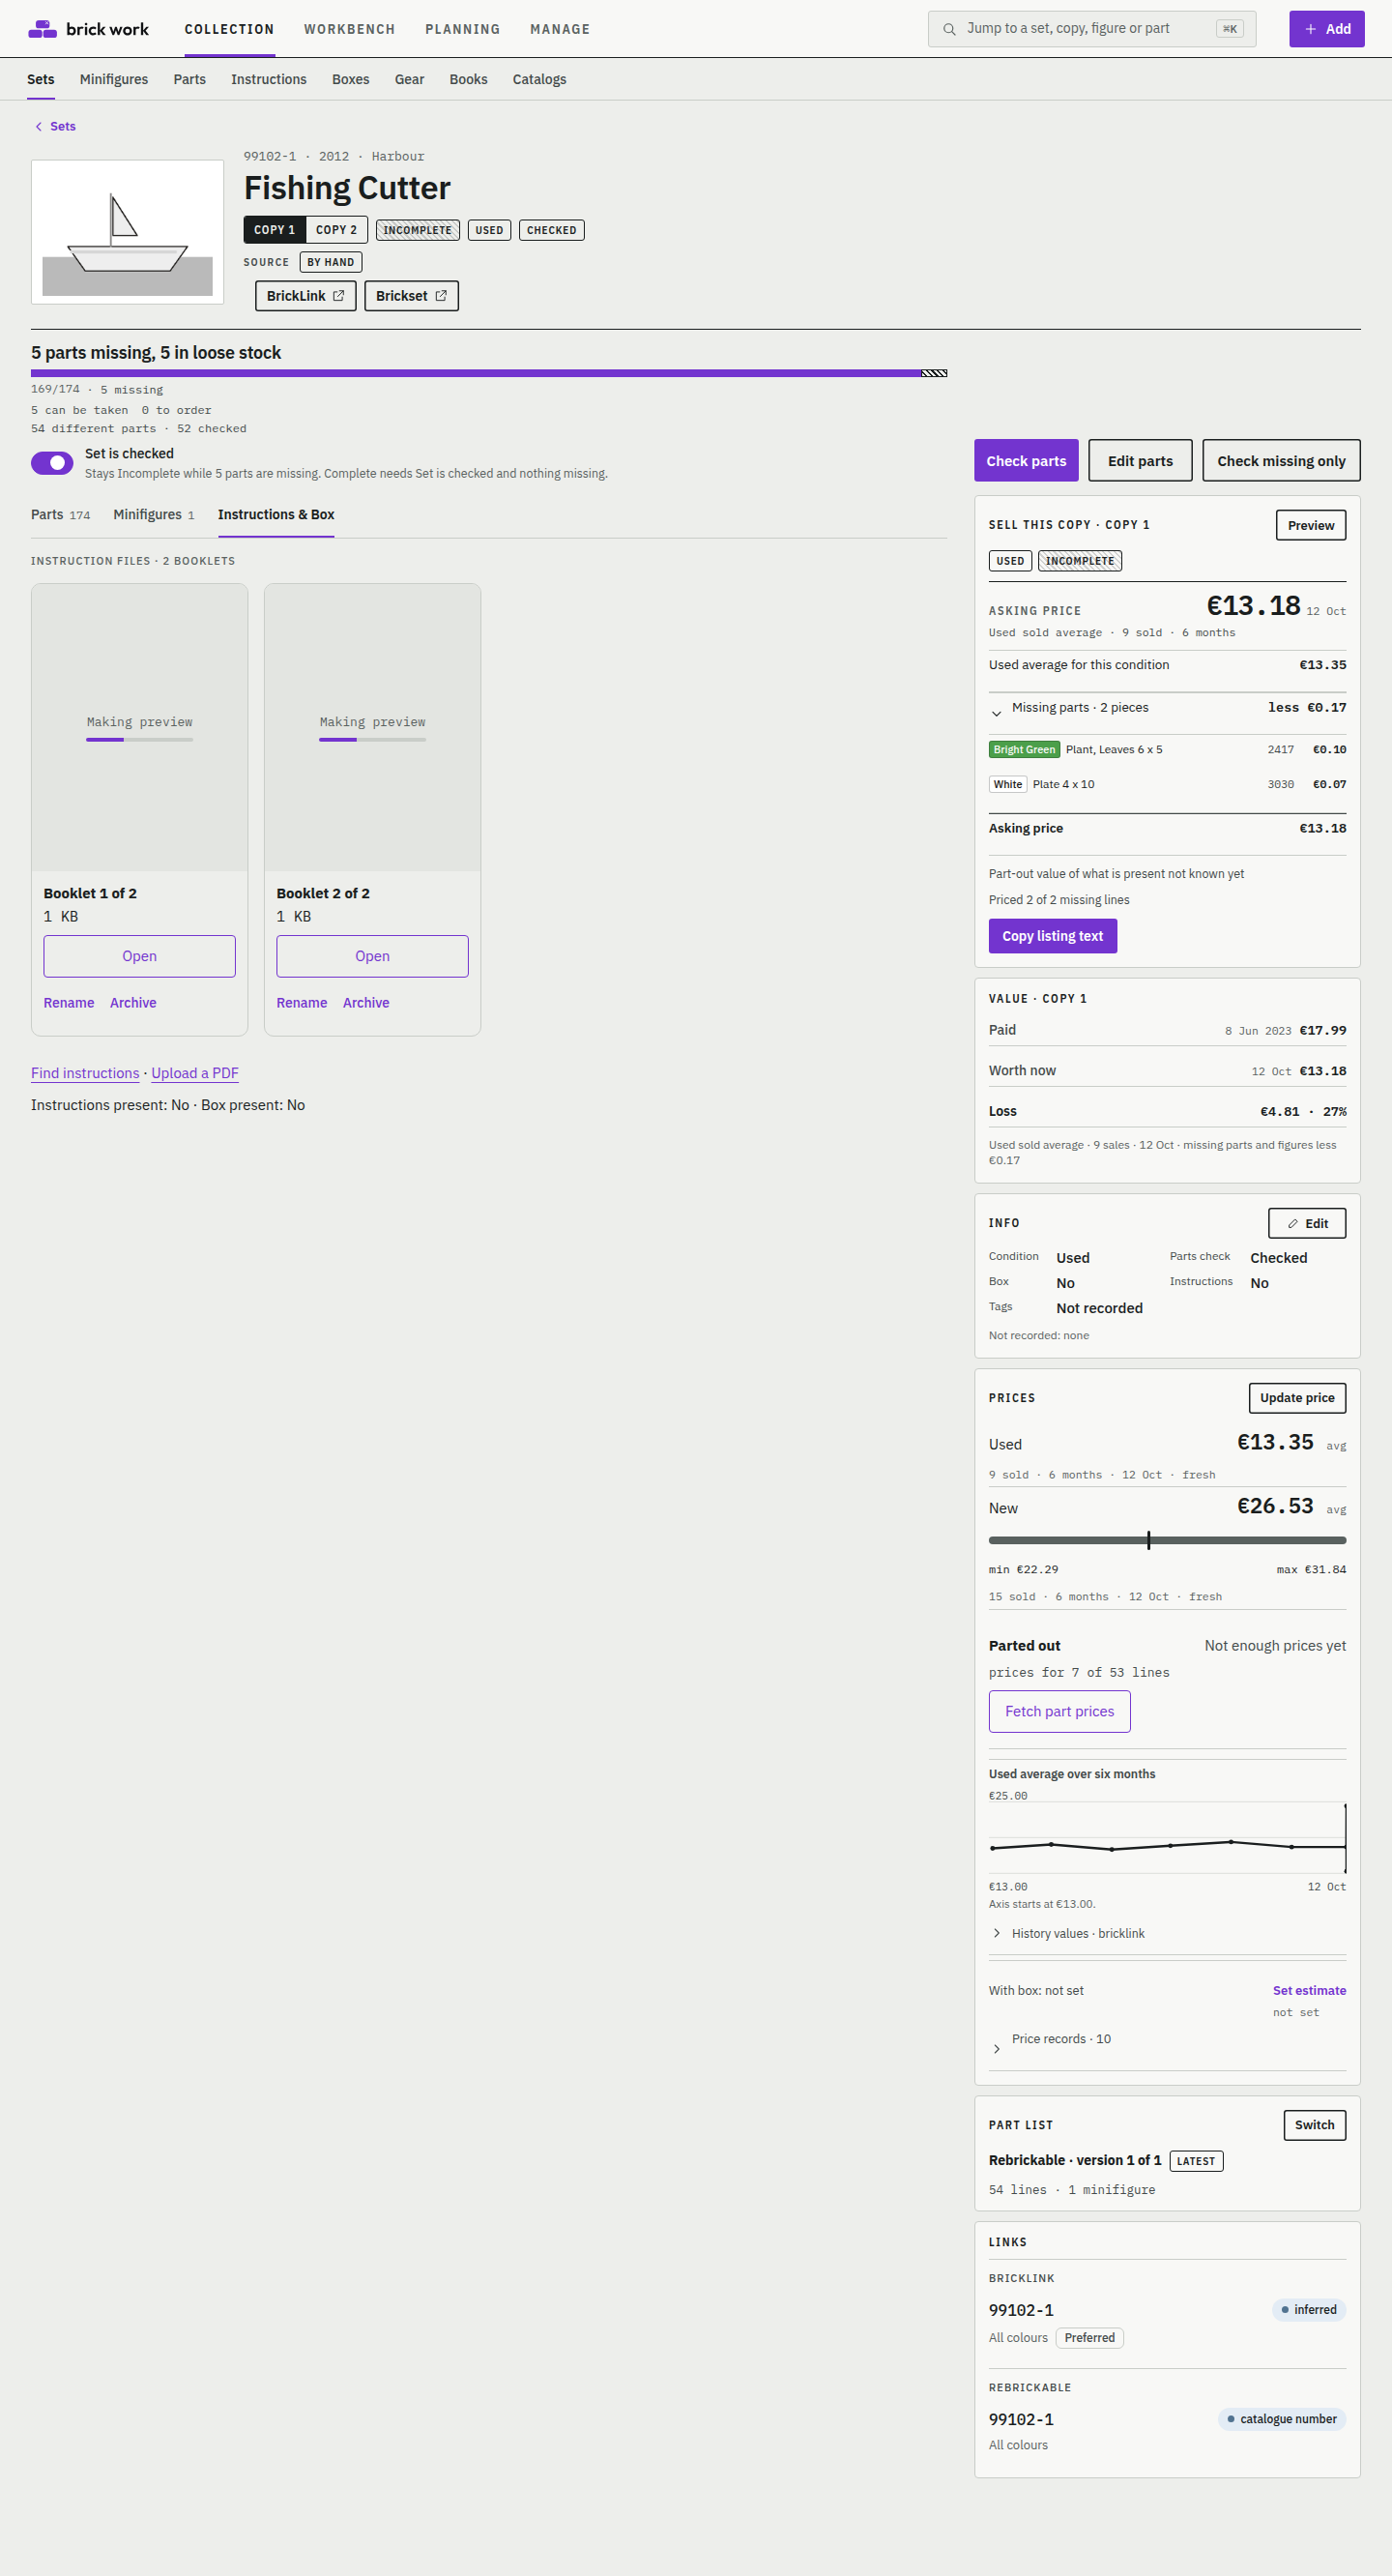 brick work
COLLECTION WORKBENCH PLANNING MANAGE
Jump to a set, copy, figure or part ⌘K
Add
Sets Minifigures Parts Instructions Boxes Gear Books Catalogs
Sets
99102-1 · 2012 · Harbour
Fishing Cutter
COPY 1 COPY 2 INCOMPLETE USED CHECKED
SOURCE BY HAND
BrickLink Brickset
5 parts missing, 5 in loose stock
169/174 · 5 missing
5 can be taken 0 to order
54 different parts · 52 checked
Set is checked
Stays Incomplete while 5 parts are missing. Complete needs Set is checked and nothing missing.
Parts 174 Minifigures 1 Instructions & Box
INSTRUCTION FILES · 2 BOOKLETS
Making preview Making preview
Booklet 1 of 2 Booklet 2 of 2
1 KB 1 KB
Open Open
Rename Archive Rename Archive
Find instructions · Upload a PDF
Instructions present: No · Box present: No
Check parts Edit parts Check missing only
SELL THIS COPY · COPY 1 Preview
USED INCOMPLETE
ASKING PRICE €13.18 12 Oct
Used sold average · 9 sold · 6 months
Used average for this condition €13.35
Missing parts · 2 pieces less €0.17
Bright Green Plant, Leaves 6 x 5 2417 €0.10
White Plate 4 x 10 3030 €0.07
Asking price €13.18
Part-out value of what is present not known yet
Priced 2 of 2 missing lines
Copy listing text
VALUE · COPY 1
Paid 8 Jun 2023 €17.99
Worth now 12 Oct €13.18
Loss €4.81 · 27%
Used sold average · 9 sales · 12 Oct · missing parts and figures less
€0.17
INFO Edit
Condition Used Parts check Checked
Box No Instructions No
Tags Not recorded
Not recorded: none
PRICES Update price
Used €13.35 avg
9 sold · 6 months · 12 Oct · fresh
New €26.53 avg
min €22.29 max €31.84
15 sold · 6 months · 12 Oct · fresh
Parted out Not enough prices yet
prices for 7 of 53 lines
Fetch part prices
Used average over six months
€25.00
€13.00 12 Oct
Axis starts at €13.00.
History values · bricklink
With box: not set Set estimate
not set
Price records · 10
PART LIST Switch
Rebrickable · version 1 of 1 LATEST
54 lines · 1 minifigure
LINKS
BRICKLINK
99102-1 inferred
All colours Preferred
REBRICKABLE
99102-1 catalogue number
All colours